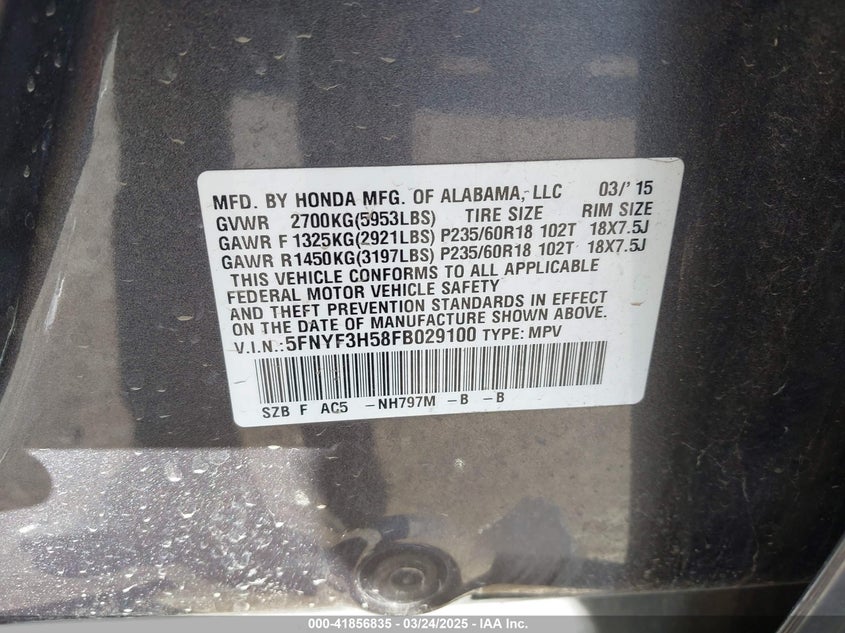 MFD. BY HONDA MFG. OF ALABAMA, LLC 03/'15
GVWR 2700KG(5953LBS) TIRE SIZE RIM SIZE
GAWR F 1325KG(2921LBS) P235/60R18 102T 18X7.5J
GAWR R1450KG(3197LBS) P235/60R18 102T 18X7.5J
THIS VEHICLE CONFORMS TO ALL APPLICABLE
FEDERAL MOTOR VEHICLE SAFETY
AND THEFT PREVENTION STANDARDS IN EFFECT
ON THE DATE OF MANUFACTURE SHOWN ABOVE.
V.I.N.:5FNYF3H58FB029100 TYPE: MPV
SZB F AC5 -NH797M -B -B
000-41856835 - 03/24/2025 - IAA Inc.